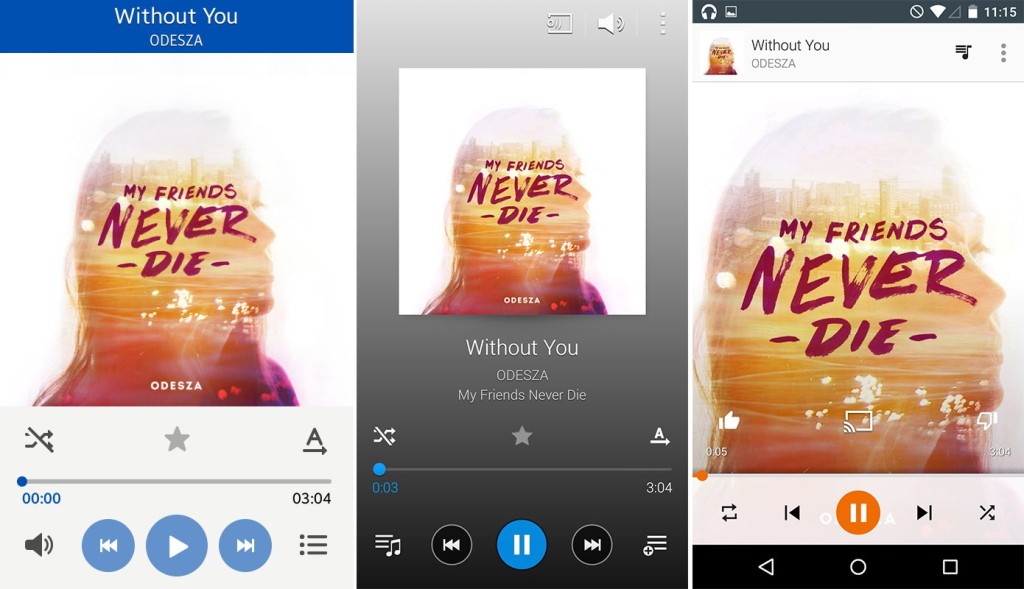 Without You
ODESZA
MY FRIENDS
NEVER
-DIE-
ODESZA
A
00:00
03:04
MY FRIENDS
NEVER
-DIE-
ODESZA
Without You
ODESZA
My Friends Never Die
A
0:03
3:04
11:15
Without You
ODESZA
MY FRIENDS
NEVER
-DIE-
0:05
3:04